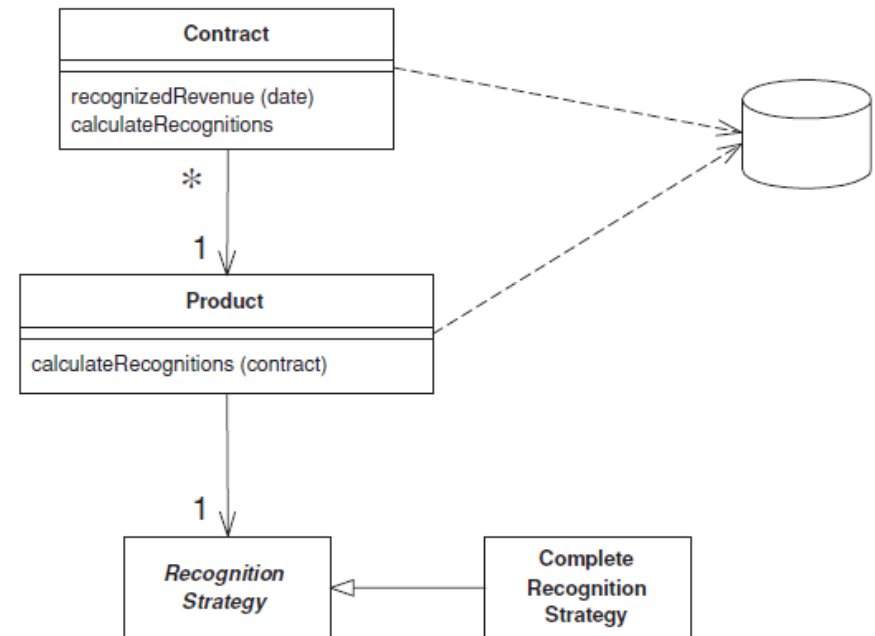 Contract
recognizedRevenue (date)
calculateRecognitions
*
1
Product
calculateRecognitions (contract)
1
Recognition
Strategy
Complete
Recognition
Strategy